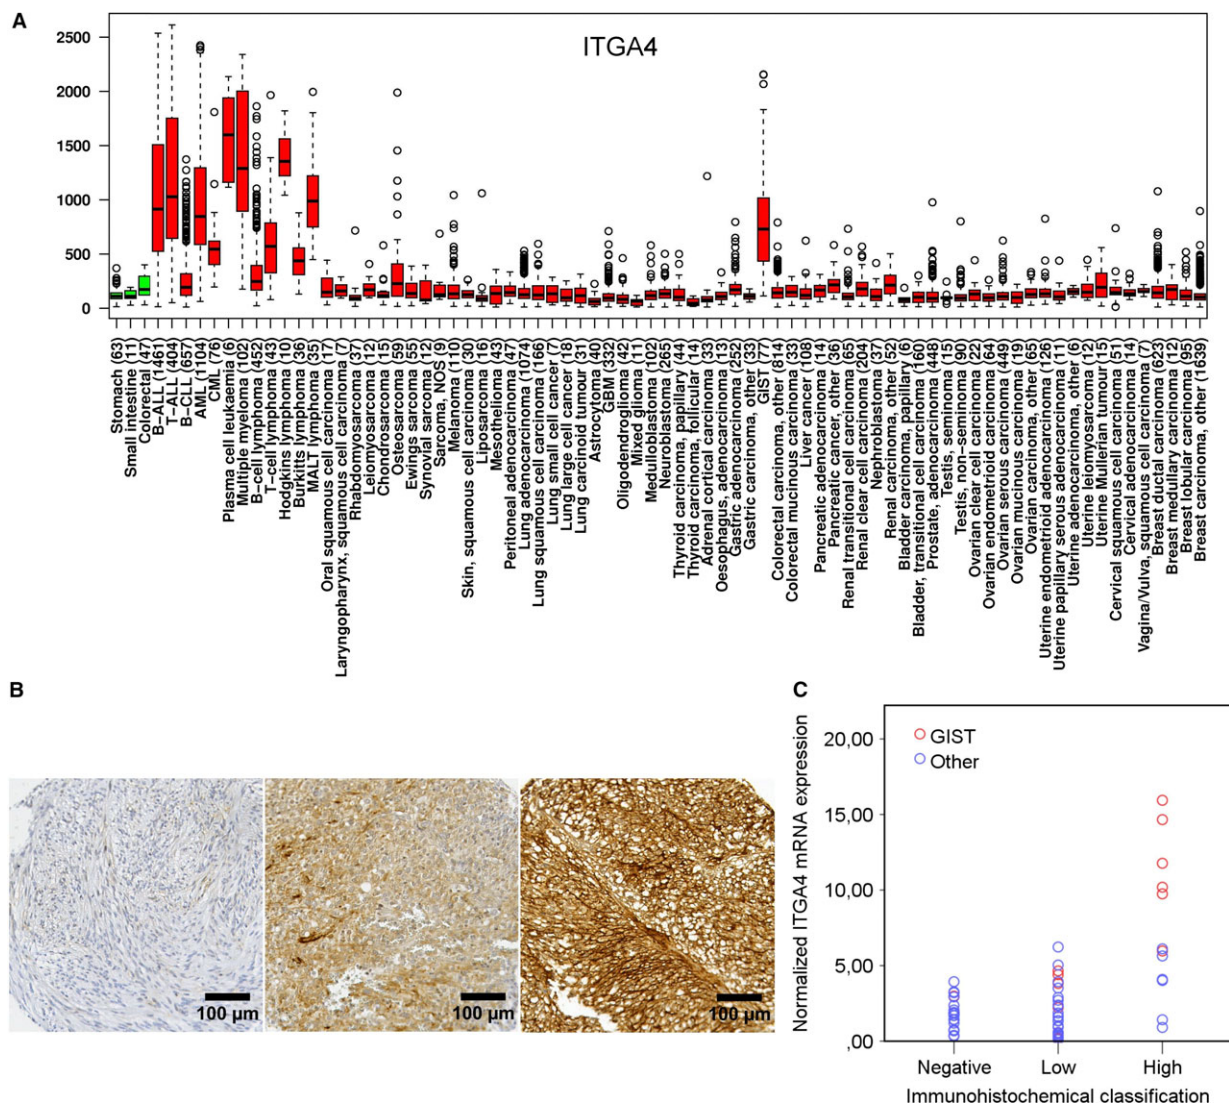 A
ITGA4
2500
2000
1500
1000
500
0
Stomach (63)
Small intestine (11)
Colorectal (47)
B-ALL (1461)
T-ALL (404)
B-CLL (657)
AML (1104)
CML (76)
Plasma cell leukaemia (6)
Multiple myeloma (102)
B-cell lymphoma (452)
T-cell lymphoma (43)
Hodgkins lymphoma (10)
Burkitts lymphoma (36)
MALT lymphoma (35)
Oral squamous cell carcinoma (17)
Laryngopharynx, squamous cell carcinoma (7)
Rhabdomyosarcoma (37)
Leiomyosarcoma (12)
Chondrosarcoma (15)
Osteosarcoma (59)
Ewings sarcoma (55)
Synovial sarcoma (12)
Sarcoma, NOS (9)
Melanoma (110)
Skin, squamous cell carcinoma (30)
Liposarcoma (16)
Mesothelioma (43)
Peritoneal adenocarcinoma (47)
Lung adenocarcinoma (1074)
Lung squamous cell carcinoma (166)
Lung small cell cancer (7)
Lung large cell cancer (18)
Lung carcinoid tumour (31)
Astrocytoma (40)
GBM (332)
Oligodendroglioma (42)
Mixed glioma (11)
Medulloblastoma (102)
Neuroblastoma (265)
Thyroid carcinoma, papillary (44)
Thyroid carcinoma, follicular (14)
Adrenal cortical carcinoma (33)
Oesophagus, adenocarcinoma (13)
Gastric adenocarcinoma (252)
Gastric carcinoma, other (33)
GIST (77)
Colorectal carcinoma, other (814)
Colorectal mucinous carcinoma (33)
Liver cancer (108)
Pancreatic adenocarcinoma (14)
Pancreatic cancer, other (36)
Renal transitional cell carcinoma (65)
Renal clear cell carcinoma (204)
Nephroblastoma (37)
Renal carcinoma, other (52)
Bladder carcinoma, papillary (6)
Bladder, transitional cell carcinoma (160)
Prostate, adenocarcinoma (448)
Testis, seminoma (15)
Testis, non-seminoma (90)
Ovarian clear cell carcinoma (22)
Ovarian endometrioid carcinoma (64)
Ovarian serous carcinoma (449)
Ovarian mucinous carcinoma (19)
Ovarian carcinoma, other (65)
Uterine endometrioid adenocarcinoma (126)
Uterine papillary serous adenocarcinoma (11)
Uterine adenocarcinoma, other (6)
Uterine leiomyosarcoma (12)
Uterine Mullerian tumour (15)
Cervical squamous cell carcinoma (51)
Cervical adenocarcinoma (14)
Vagina/Vulva, squamous cell carcinoma (7)
Breast ductal carcinoma (623)
Breast medullary carcinoma (12)
Breast lobular carcinoma (95)
Breast carcinoma, other (1639)
B
100 µm
100 µm
100 µm
C
Normalized ITGA4 mRNA expression
20,00
15,00
10,00
5,00
,00
GIST
Other
Negative
Low
High
Immunohistochemical classification